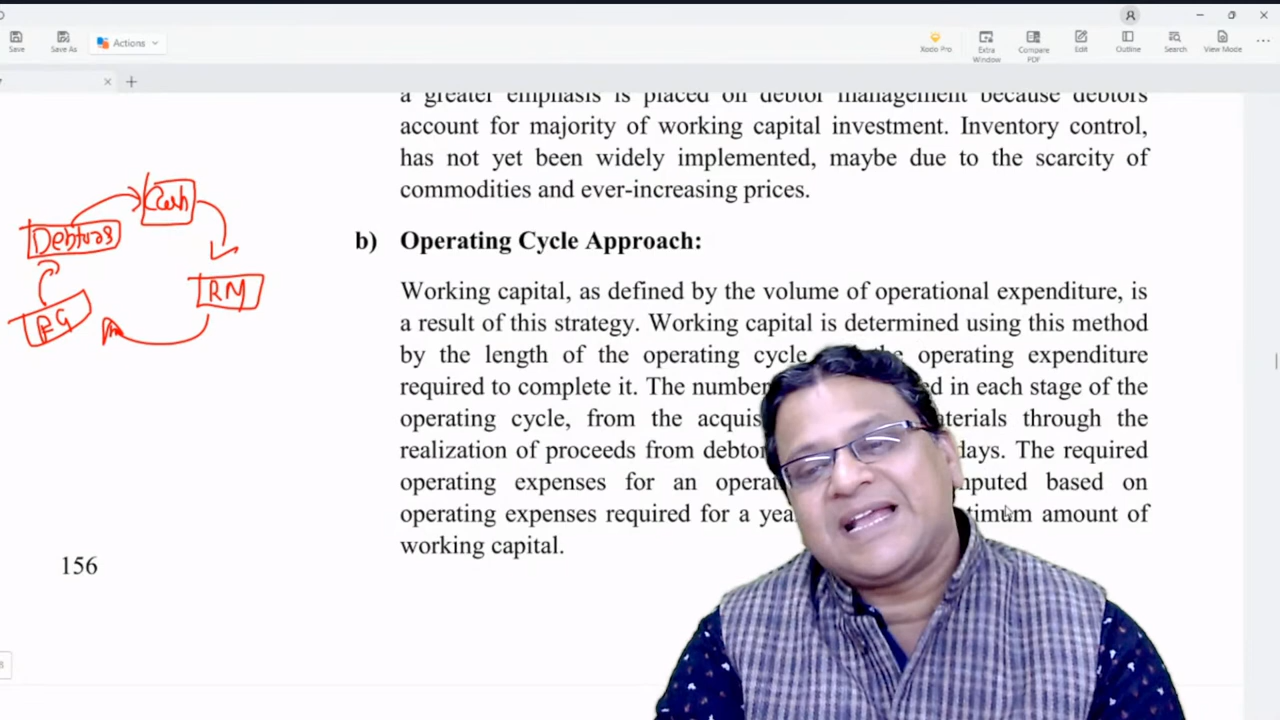 Save
Save As
Actions
Xodo Pro
Extra Window
Compare PDF
Edit
Outline
Search
View Mode
a greater emphasis is placed on debtor management because debtors
account for majority of working capital investment. Inventory control,
has not yet been widely implemented, maybe due to the scarcity of
commodities and ever-increasing prices.
Cash
Debtors
RM
FG
b) Operating Cycle Approach:
Working capital, as defined by the volume of operational expenditure, is
a result of this strategy. Working capital is determined using this method
by the length of the operating cycle operating expenditure
required to complete it. The number in each stage of the
operating cycle, from the through the
realization of proceeds from days. The required
operating expenses for an based on
operating expenses required for a amount of
working capital.
156